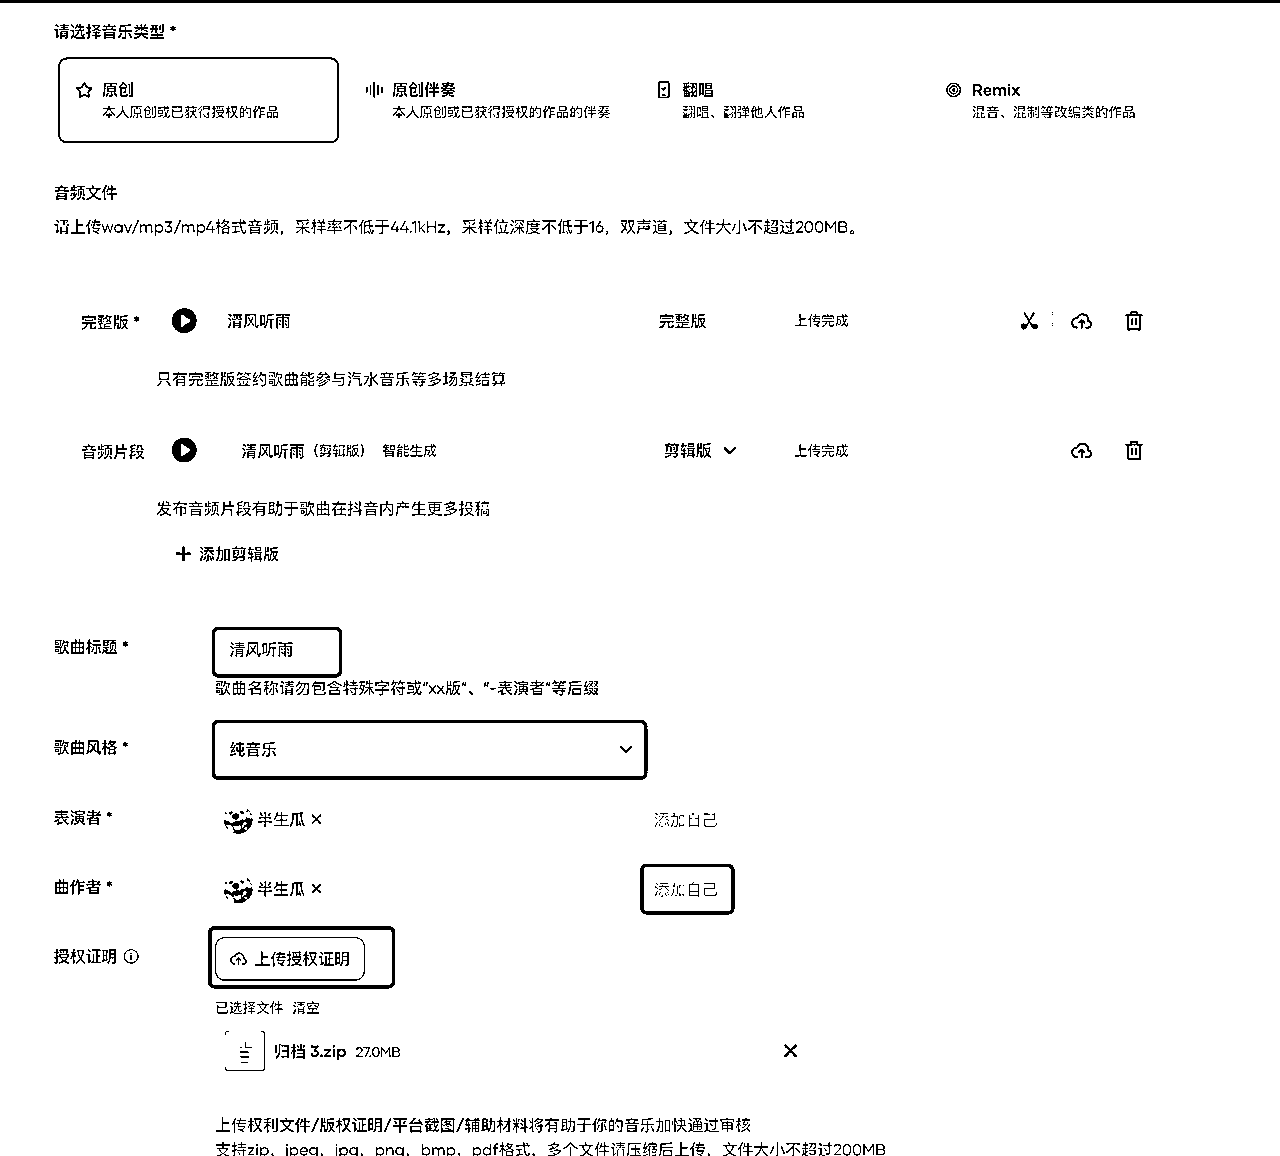 请选择音乐类型 *
原创
本人原创或已获得授权的作品
原创伴奏
本人原创或已获得授权的作品的伴奏
翻唱
翻唱、翻弹他人作品
Remix
混音、混制等改编类的作品
音频文件
请上传wav/mp3/mp4格式音频，采样率不低于44.1kHz，采样位深度不低于16，双声道，文件大小不超过200MB。
完整版 * 清风听雨 完整版 上传完成
只有完整版签约歌曲能参与汽水音乐等多场景结算
音频片段 清风听雨（剪辑版） 智能生成 剪辑版 上传完成
发布音频片段有助于歌曲在抖音内产生更多投稿
添加剪辑版
歌曲标题 * 清风听雨
歌曲名称请勿包含特殊字符或"xx版"、"-表演者"等后缀
歌曲风格 * 纯音乐
表演者 * 半生瓜 × 添加自己
曲作者 * 半生瓜 × 添加自己
授权证明 上传授权证明
已选择文件 清空
归档 3.zip 27.0MB
上传权利文件/版权证明/平台截图/辅助材料将有助于你的音乐加快通过审核
支持zip、jpeg、jpg、png、bmp、pdf格式，多个文件请压缩后上传，文件大小不超过200MB